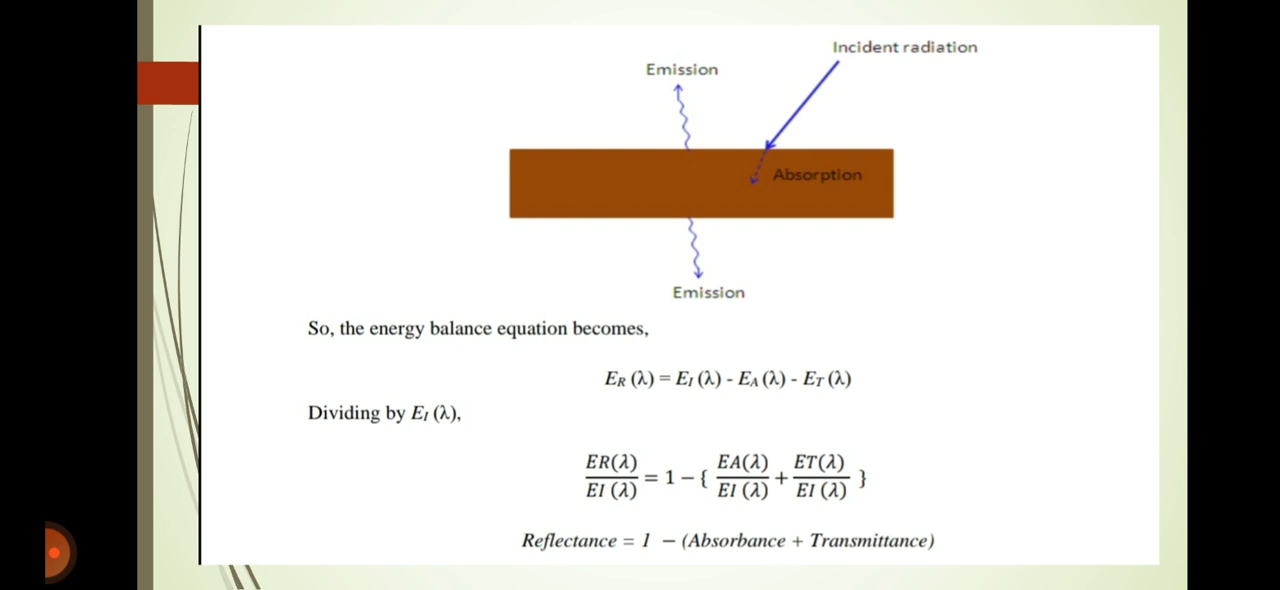 Incident radiation
Emission
Absorption
Emission
So, the energy balance equation becomes,
E_R (λ) = E_I (λ) - E_A (λ) - E_T (λ)
Dividing by E_I (λ),
ER(λ)/EI (λ) = 1 − { EA(λ)/EI (λ) + ET(λ)/EI (λ) }
Reflectance = 1 − (Absorbance + Transmittance)